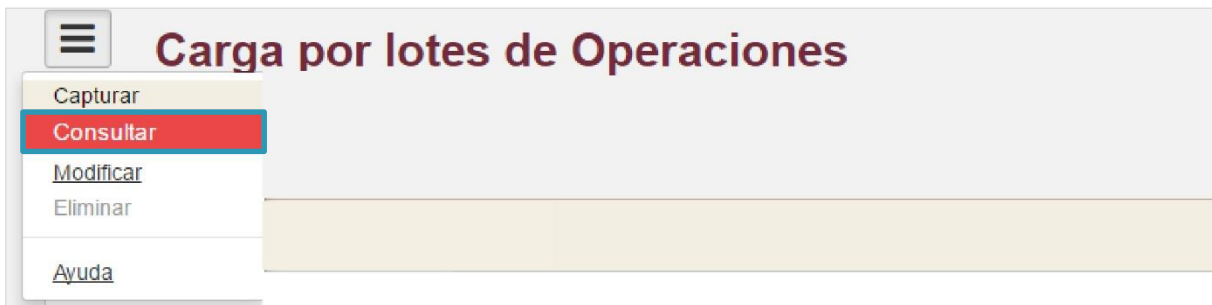 Carga por lotes de Operaciones
Capturar
Consultar
Modificar
Eliminar
Ayuda